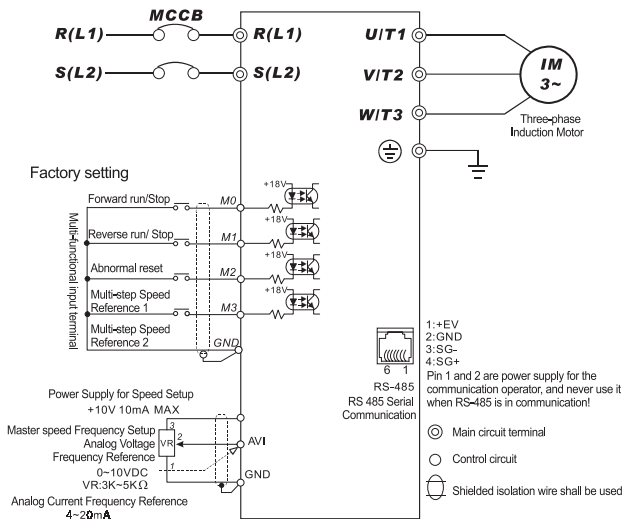 MCCB
R(L1)
R(L1)
U/T1
S(L2)
S(L2)
V/T2
IM
3~
W/T3
Three-phase
Induction Motor
Factory setting
+18V
Forward run/Stop
M0
+18V
Reverse run/ Stop
M1
+18V
Abnormal reset
M2
+18V
Multi-step Speed
Reference 1
M3
Multi-step Speed
Reference 2
GND
Multi-functional input terminal
6 1
1:+EV
2:GND
3:SG-
4:SG+
Pin 1 and 2 are power supply for the
communication operator, and never use it
when RS-485 is in communication!
RS-485
RS 485 Serial
Communication
Power Supply for Speed Setup
+10V 10mA MAX
Master speed Frequency Setup
Analog Voltage
Frequency Reference
3
VR
2
1
AVI
0~10VDC
VR:3K~5KΩ
GND
Analog Current Frequency Reference
4~20mA
Main circuit terminal
Control circuit
Shielded isolation wire shall be used